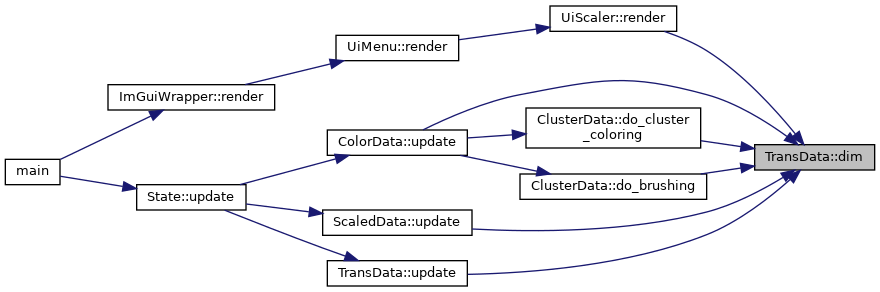 UiScaler::render
UiMenu::render
ImGuiWrapper::render
ClusterData::do_cluster
_coloring
ColorData::update
TransData::dim
main
ClusterData::do_brushing
State::update
ScaledData::update
TransData::update